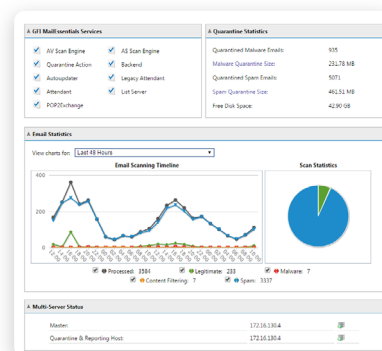 GFI MailEssentials Services
AV Scan Engine
AS Scan Engine
Quarantine Action
Backend
Autoupdater
Legacy Attendant
Attendant
List Server
POP2Exchange
Quarantine Statistics
Quarantined Malware Emails: 935
Malware Quarantine Size: 231.78 MB
Quarantined Spam Emails: 5071
Spam Quarantine Size: 461.51 MB
Free Disk Space: 42.90 GB
Email Statistics
View charts for: Last 48 Hours
Email Scanning Timeline
400
200
0
Scan Statistics
Processed: 3584
Legitimate: 233
Malware: 7
Content Filtering: 7
Spam: 3337
Multi-Server Status
Master: 172.16.130.4
Quarantine & Reporting Host: 172.16.130.4